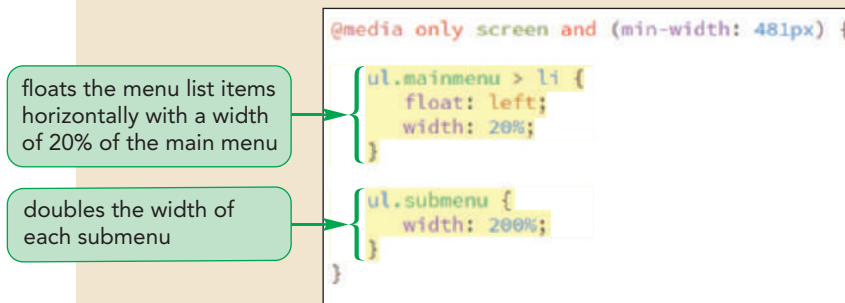 @media only screen and (min-width: 481px) {
floats the menu list items
horizontally with a width
of 20% of the main menu
ul.mainmenu > li {
float: left;
width: 20%;
}
doubles the width of
each submenu
ul.submenu {
width: 200%;
}
}